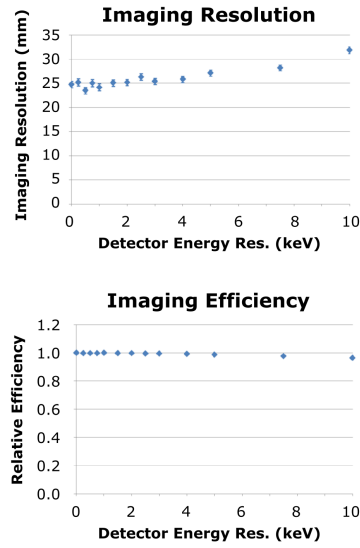 Imaging Resolution
Imaging Resolution (mm)
35
30
25
20
15
10
5
0
0 2 4 6 8 10
Detector Energy Res. (keV)
Imaging Efficiency
Relative Efficiency
1.2
1.0
0.8
0.6
0.4
0.2
0.0
0 2 4 6 8 10
Detector Energy Res. (keV)